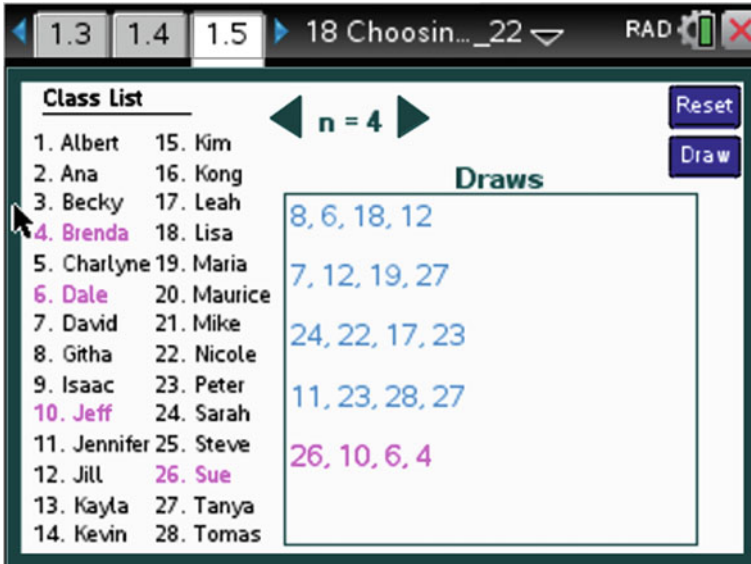 1.3 1.4 1.5 18 Choosin..._22 RAD
Class List
n = 4
Reset
Draw
1. Albert 15. Kim
2. Ana 16. Kong
3. Becky 17. Leah
4. Brenda 18. Lisa
5. Charlyne 19. Maria
6. Dale 20. Maurice
7. David 21. Mike
8. Githa 22. Nicole
9. Isaac 23. Peter
10. Jeff 24. Sarah
11. Jennifer 25. Steve
12. Jill 26. Sue
13. Kayla 27. Tanya
14. Kevin 28. Tomas
Draws
8, 6, 18, 12
7, 12, 19, 27
24, 22, 17, 23
11, 23, 28, 27
26, 10, 6, 4